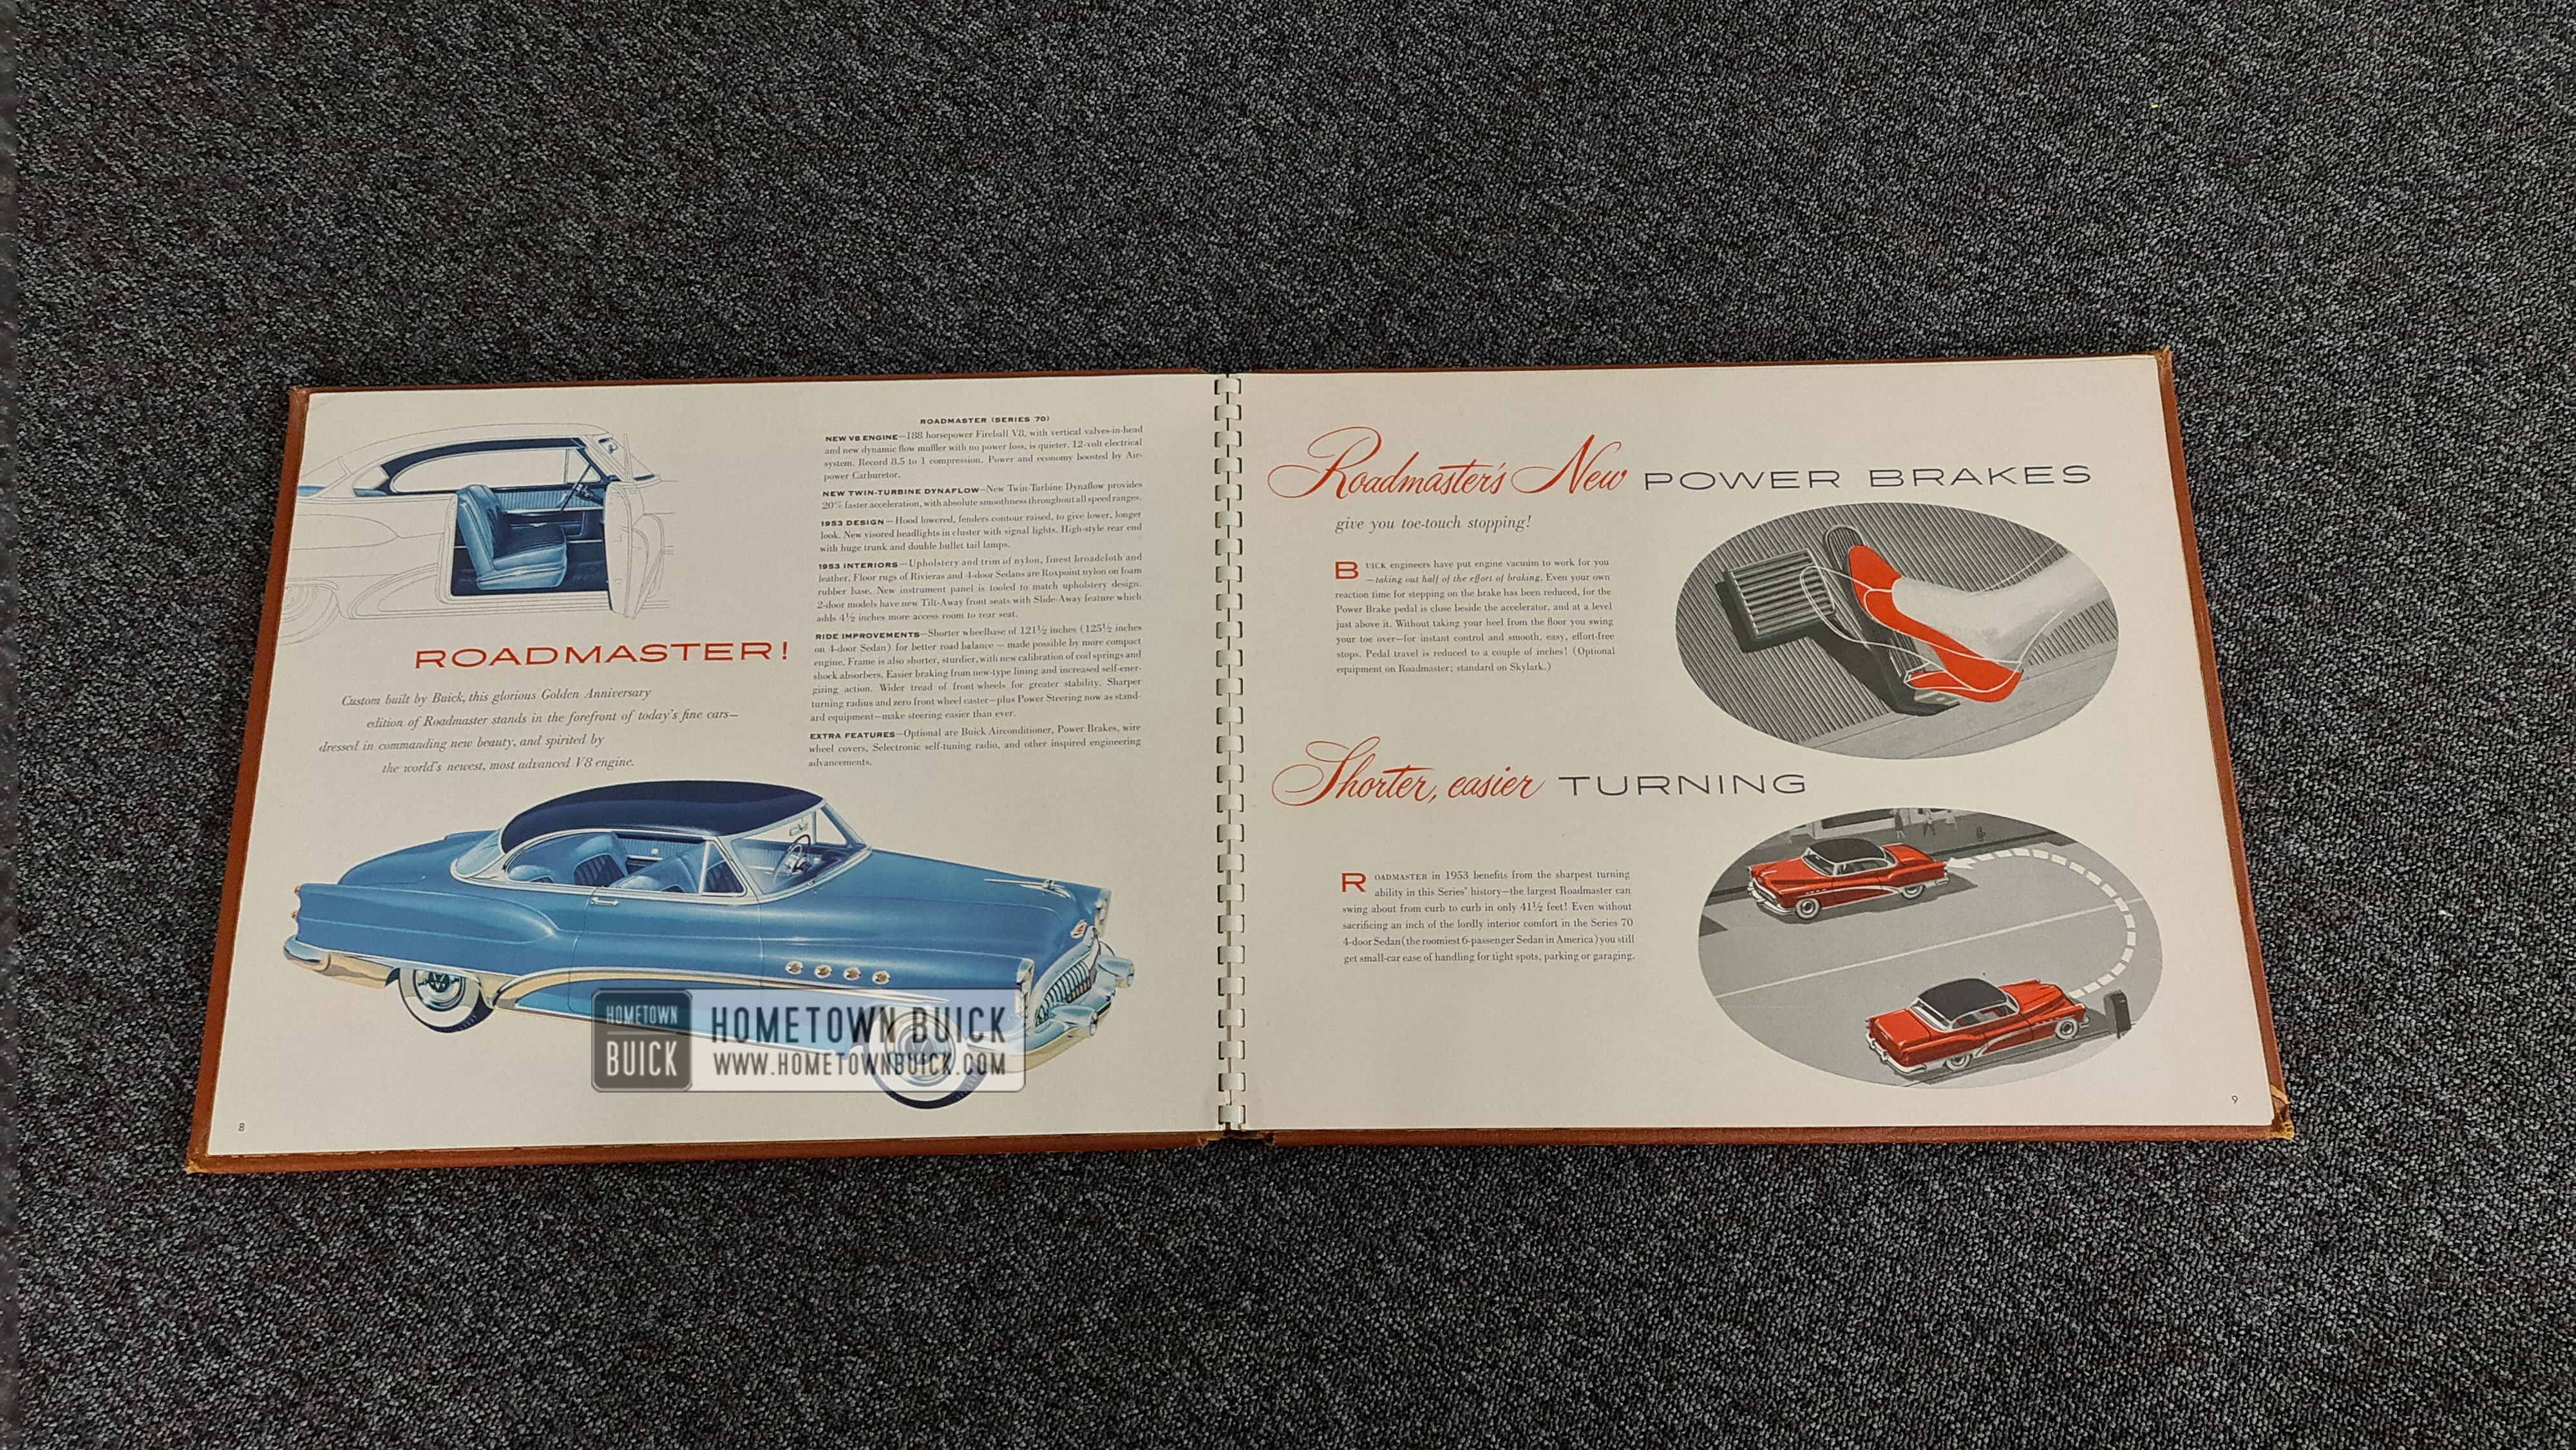 ROADMASTER (SERIES 70)
NEW V8 ENGINE—188 horsepower Fireball V8, with vertical valves-in-head
and new dynamic flow muffler with no power loss, is quieter. 12-volt electrical
system. Record 8.5 to 1 compression. Power and economy boosted by Air-
power Carburetor.
NEW TWIN-TURBINE DYNAFLOW—New Twin-Turbine Dynaflow provides
20% faster acceleration, with absolute smoothness throughout all speed ranges.
1953 DESIGN—Hood lowered, fenders contour raised, to give lower, longer
look. New visored headlights in cluster with signal lights. High-style rear end
with huge trunk and double bullet tail lamps.
1953 INTERIORS—Upholstery and trim of nylon, finest broadcloth and
leather. Floor rugs of Rivieras and 4-door Sedans are Roxpoint nylon on foam
rubber base. New instrument panel is tooled to match upholstery design.
2-door models have new Tilt-Away front seats with Slide-Away feature which
adds 4½ inches more access room to rear seat.
RIDE IMPROVEMENTS—Shorter wheelbase of 121½ inches (125½ inches
on 4-door Sedan) for better road balance — made possible by more compact
engine. Frame is also shorter, sturdier, with new calibration of coil springs and
shock absorbers. Easier braking from new-type lining and increased self-ener-
gizing action. Wider tread of front wheels for greater stability. Sharper
turning radius and zero front wheel caster—plus Power Steering now as stand-
ard equipment—make steering easier than ever.
EXTRA FEATURES—Optional are Buick Airconditioner, Power Brakes, wire
wheel covers, Selectronic self-tuning radio, and other inspired engineering
advancements.
ROADMASTER!
Custom built by Buick, this glorious Golden Anniversary
edition of Roadmaster stands in the forefront of today's fine cars—
dressed in commanding new beauty, and spirited by
the world's newest, most advanced V8 engine.
HOMETOWN
BUICK
HOMETOWN BUICK
WWW.HOMETOWNBUICK.COM
8
Roadmaster's New POWER BRAKES
give you toe-touch stopping!
BUICK engineers have put engine vacuum to work for you
—taking out half of the effort of braking. Even your own
reaction time for stepping on the brake has been reduced, for the
Power Brake pedal is close beside the accelerator, and at a level
just above it. Without taking your heel from the floor you swing
your toe over—for instant control and smooth, easy, effort-free
stops. Pedal travel is reduced to a couple of inches! (Optional
equipment on Roadmaster; standard on Skylark.)
Shorter, easier TURNING
ROADMASTER in 1953 benefits from the sharpest turning
ability in this Series' history—the largest Roadmaster can
swing about from curb to curb in only 41½ feet! Even without
sacrificing an inch of the lordly interior comfort in the Series 70
4-door Sedan (the roomiest 6-passenger Sedan in America) you still
get small-car ease of handling for tight spots, parking or garaging.
9